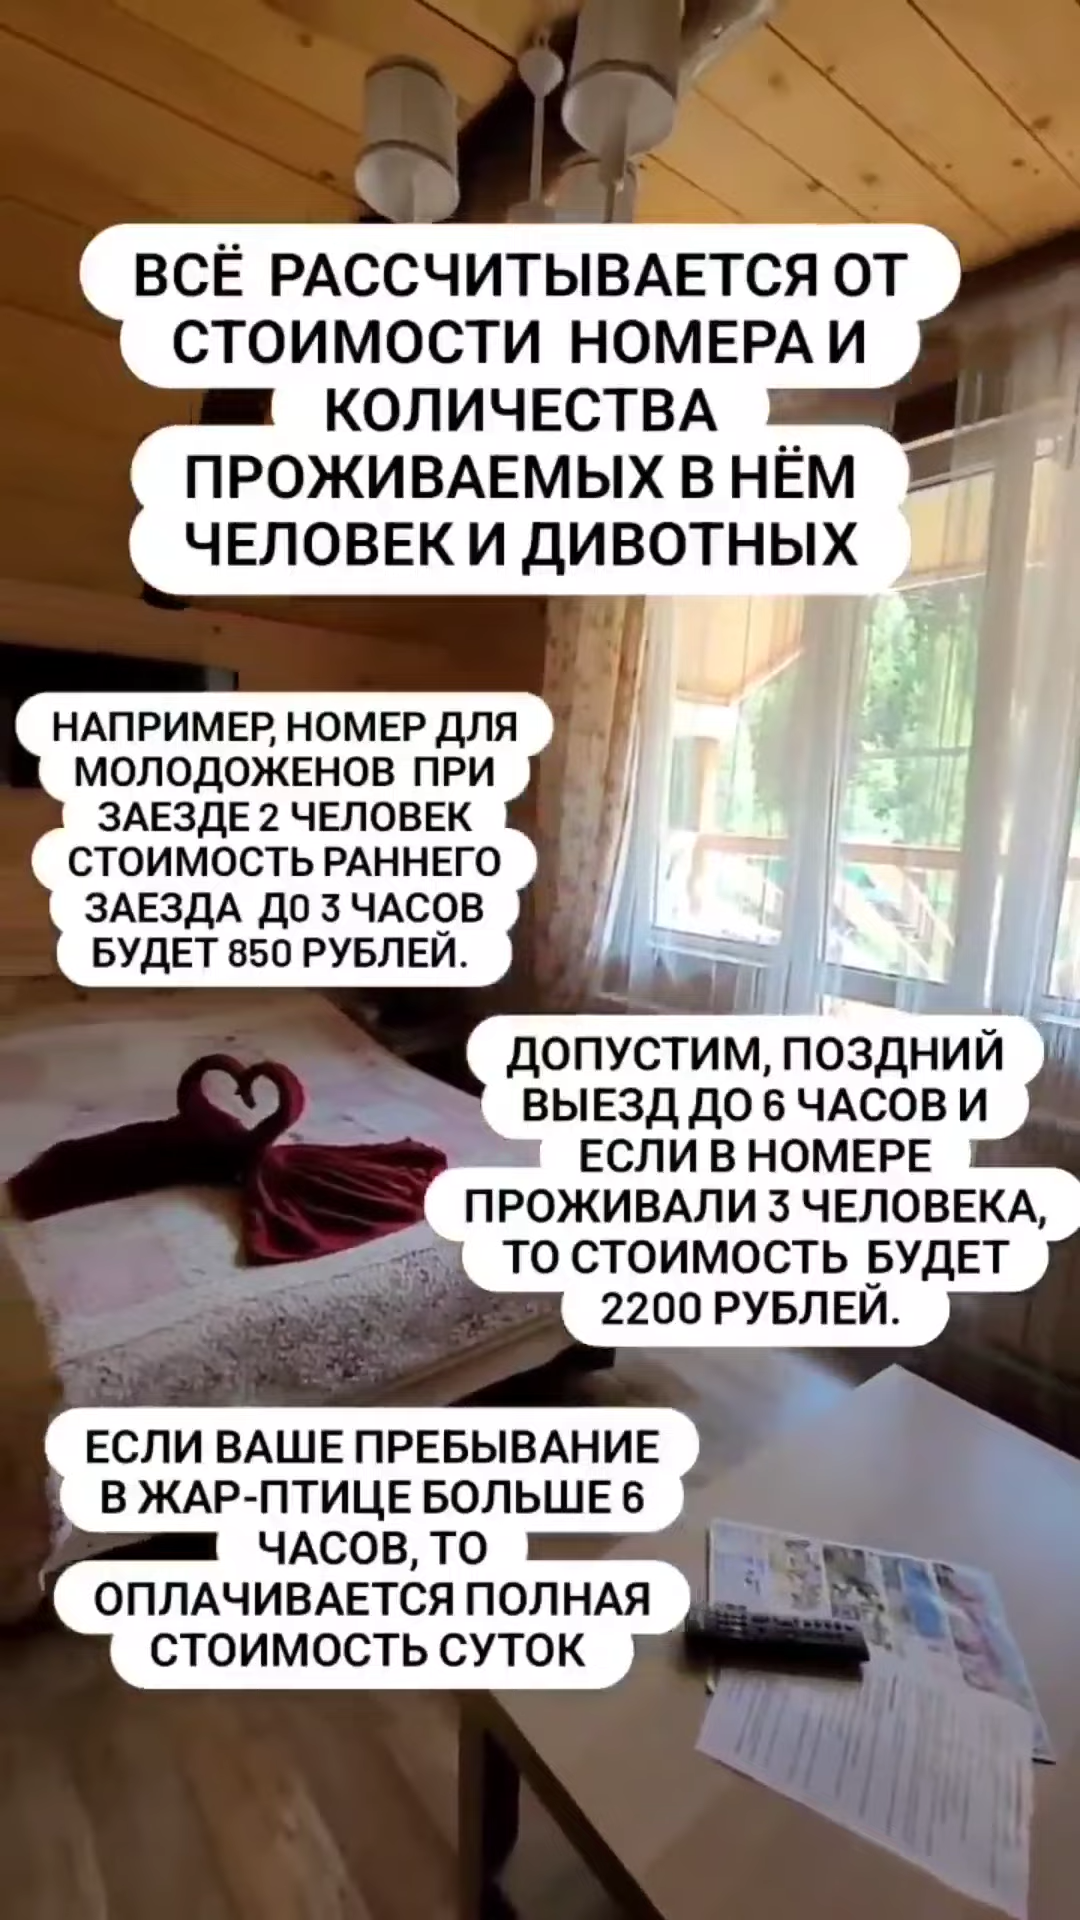 ВСЁ РАССЧИТЫВАЕТСЯ ОТ
СТОИМОСТИ НОМЕРА И
КОЛИЧЕСТВА
ПРОЖИВАЕМЫХ В НЁМ
ЧЕЛОВЕК И ДИВОТНЫХ
НАПРИМЕР, НОМЕР ДЛЯ
МОЛОДОЖЕНОВ ПРИ
ЗАЕЗДЕ 2 ЧЕЛОВЕК
СТОИМОСТЬ РАННЕГО
ЗАЕЗДА ДО 3 ЧАСОВ
БУДЕТ 850 РУБЛЕЙ.
ДОПУСТИМ, ПОЗДНИЙ
ВЫЕЗД ДО 6 ЧАСОВ И
ЕСЛИ В НОМЕРЕ
ПРОЖИВАЛИ 3 ЧЕЛОВЕКА,
ТО СТОИМОСТЬ БУДЕТ
2200 РУБЛЕЙ.
ЕСЛИ ВАШЕ ПРЕБЫВАНИЕ
В ЖАР-ПТИЦЕ БОЛЬШЕ 6
ЧАСОВ, ТО
ОПЛАЧИВАЕТСЯ ПОЛНАЯ
СТОИМОСТЬ СУТОК